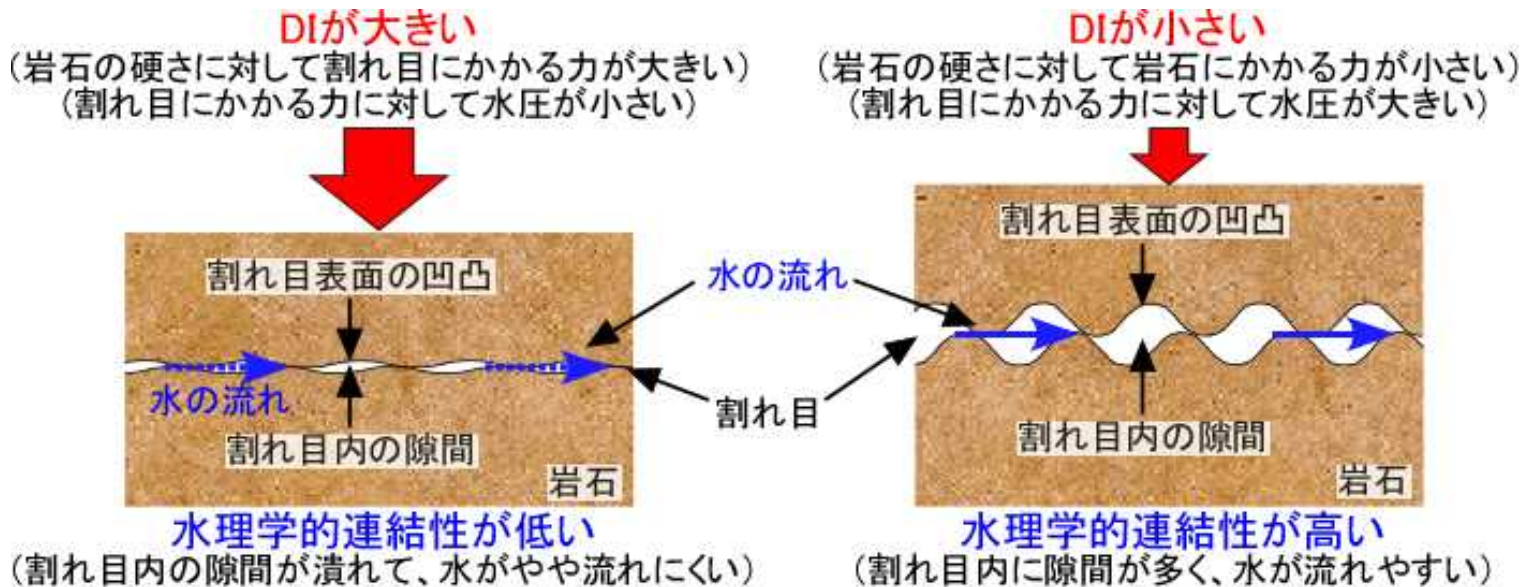 DIが大きい
(岩石の硬さに対して割れ目にかかる力が大きい)
(割れ目にかかる力に対して水圧が小さい)
割れ目表面の凹凸
水の流れ
割れ目内の隙間
岩石
水理学的連結性が低い
(割れ目内の隙間が潰れて、水がやや流れにくい)
水の流れ
割れ目
DIが小さい
(岩石の硬さに対して岩石にかかる力が小さい)
(割れ目にかかる力に対して水圧が大きい)
割れ目表面の凹凸
割れ目内の隙間
岩石
水理学的連結性が高い
(割れ目内に隙間が多く、水が流れやすい)